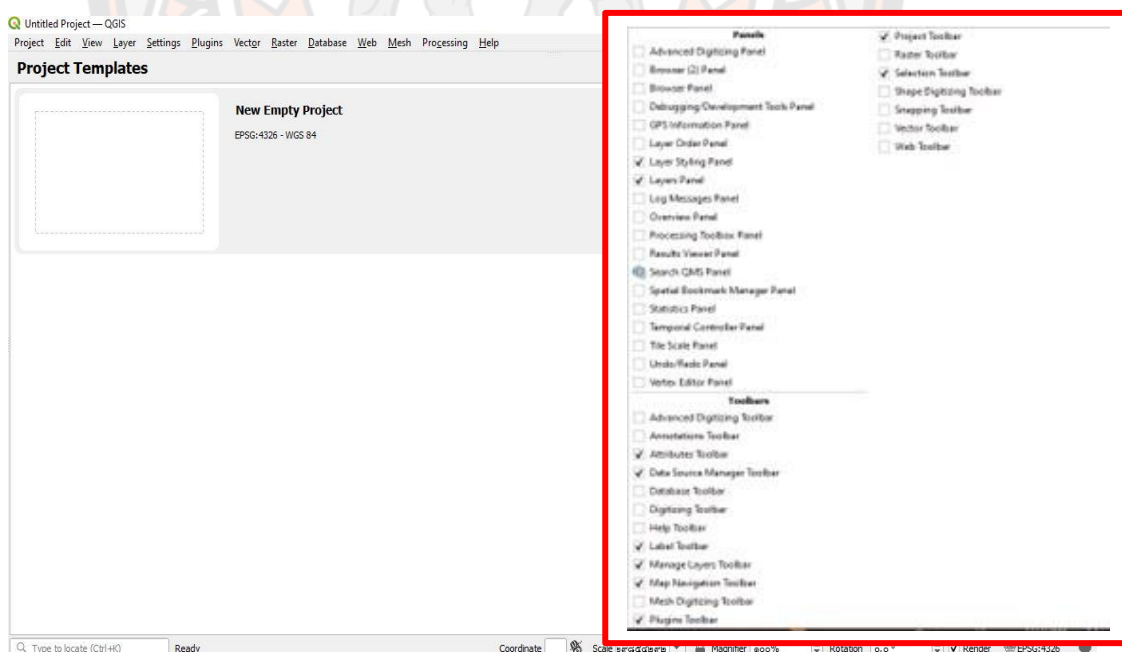 Untitled Project — QGIS
Project Edit View Layer Settings Plugins Vector Raster Database Web Mesh Processing Help
Project Templates
New Empty Project
EPSG:4326 - WGS 84
Panels
Advanced Digitizing Panel
Browser (2) Panel
Browser Panel
Debugging/Development Tools Panel
GPS Information Panel
Layer Order Panel
Layer Styling Panel
Layers Panel
Log Messages Panel
Overview Panel
Processing Toolbox Panel
Results Viewer Panel
Search QMS Panel
Spatial Bookmark Manager Panel
Statistics Panel
Temporal Controller Panel
Tile Scale Panel
Undo/Redo Panel
Vertex Editor Panel
Toolbars
Advanced Digitizing Toolbar
Annotations Toolbar
Attributes Toolbar
Data Source Manager Toolbar
Database Toolbar
Digitizing Toolbar
Help Toolbar
Label Toolbar
Manage Layers Toolbar
Map Navigation Toolbar
Mesh Digitizing Toolbar
Plugins Toolbar
Project Toolbar
Raster Toolbar
Selection Toolbar
Shape Digitizing Toolbar
Snapping Toolbar
Vector Toolbar
Web Toolbar
Type to locate (Ctrl+K) Ready Coordinate Scale Magnifier ๑๐๐% Rotation ๐.๐ ° Render EPSG:4326